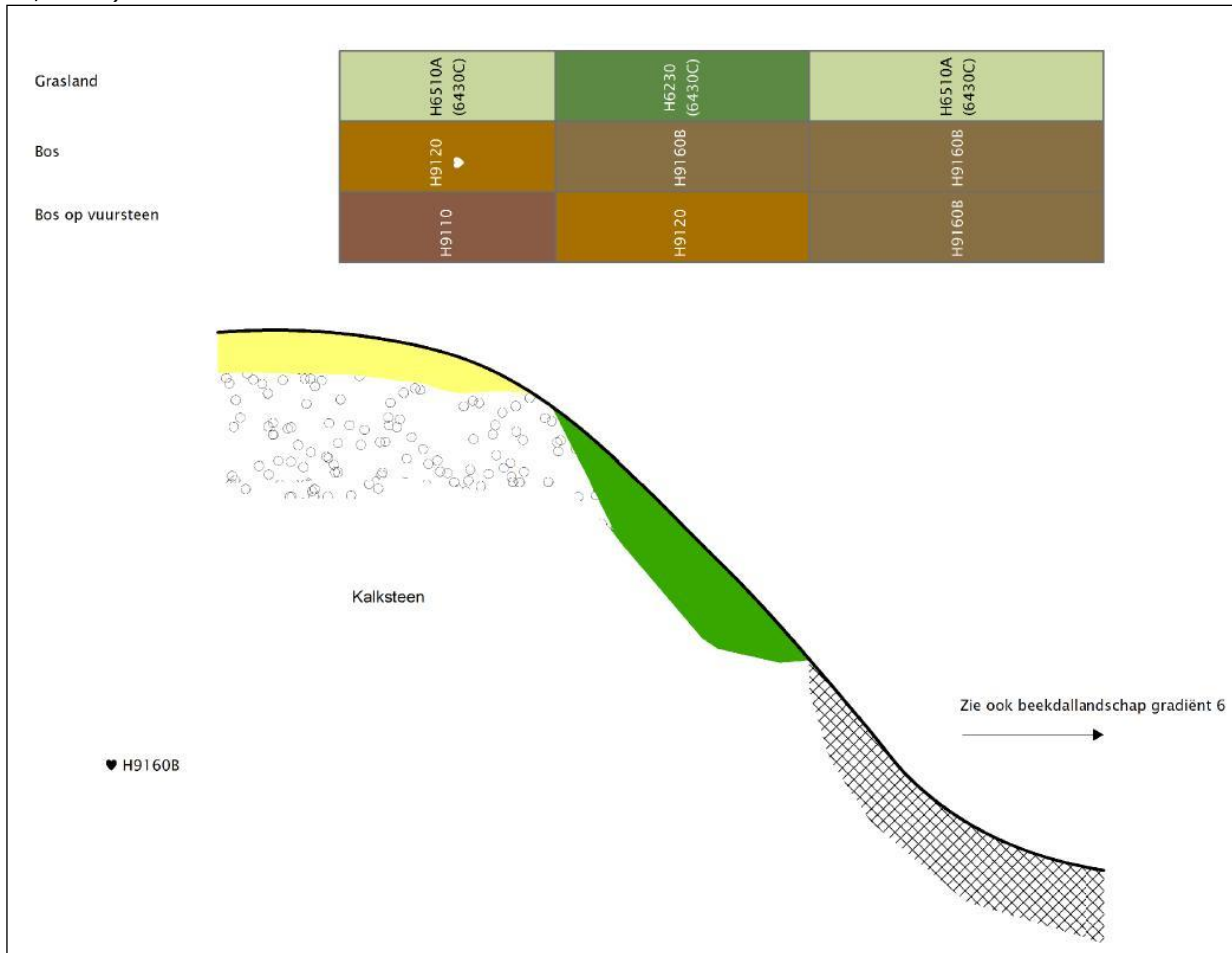 Grasland
H6510A
(6430C)
H6230
(6430C)
H6510A
(6430C)
Bos
H9120
♥
H9160B
H9160B
Bos op vuursteen
H9110
H9120
H9160B
Kalksteen
Zie ook beekdallandschap gradiënt 6
♥ H9160B